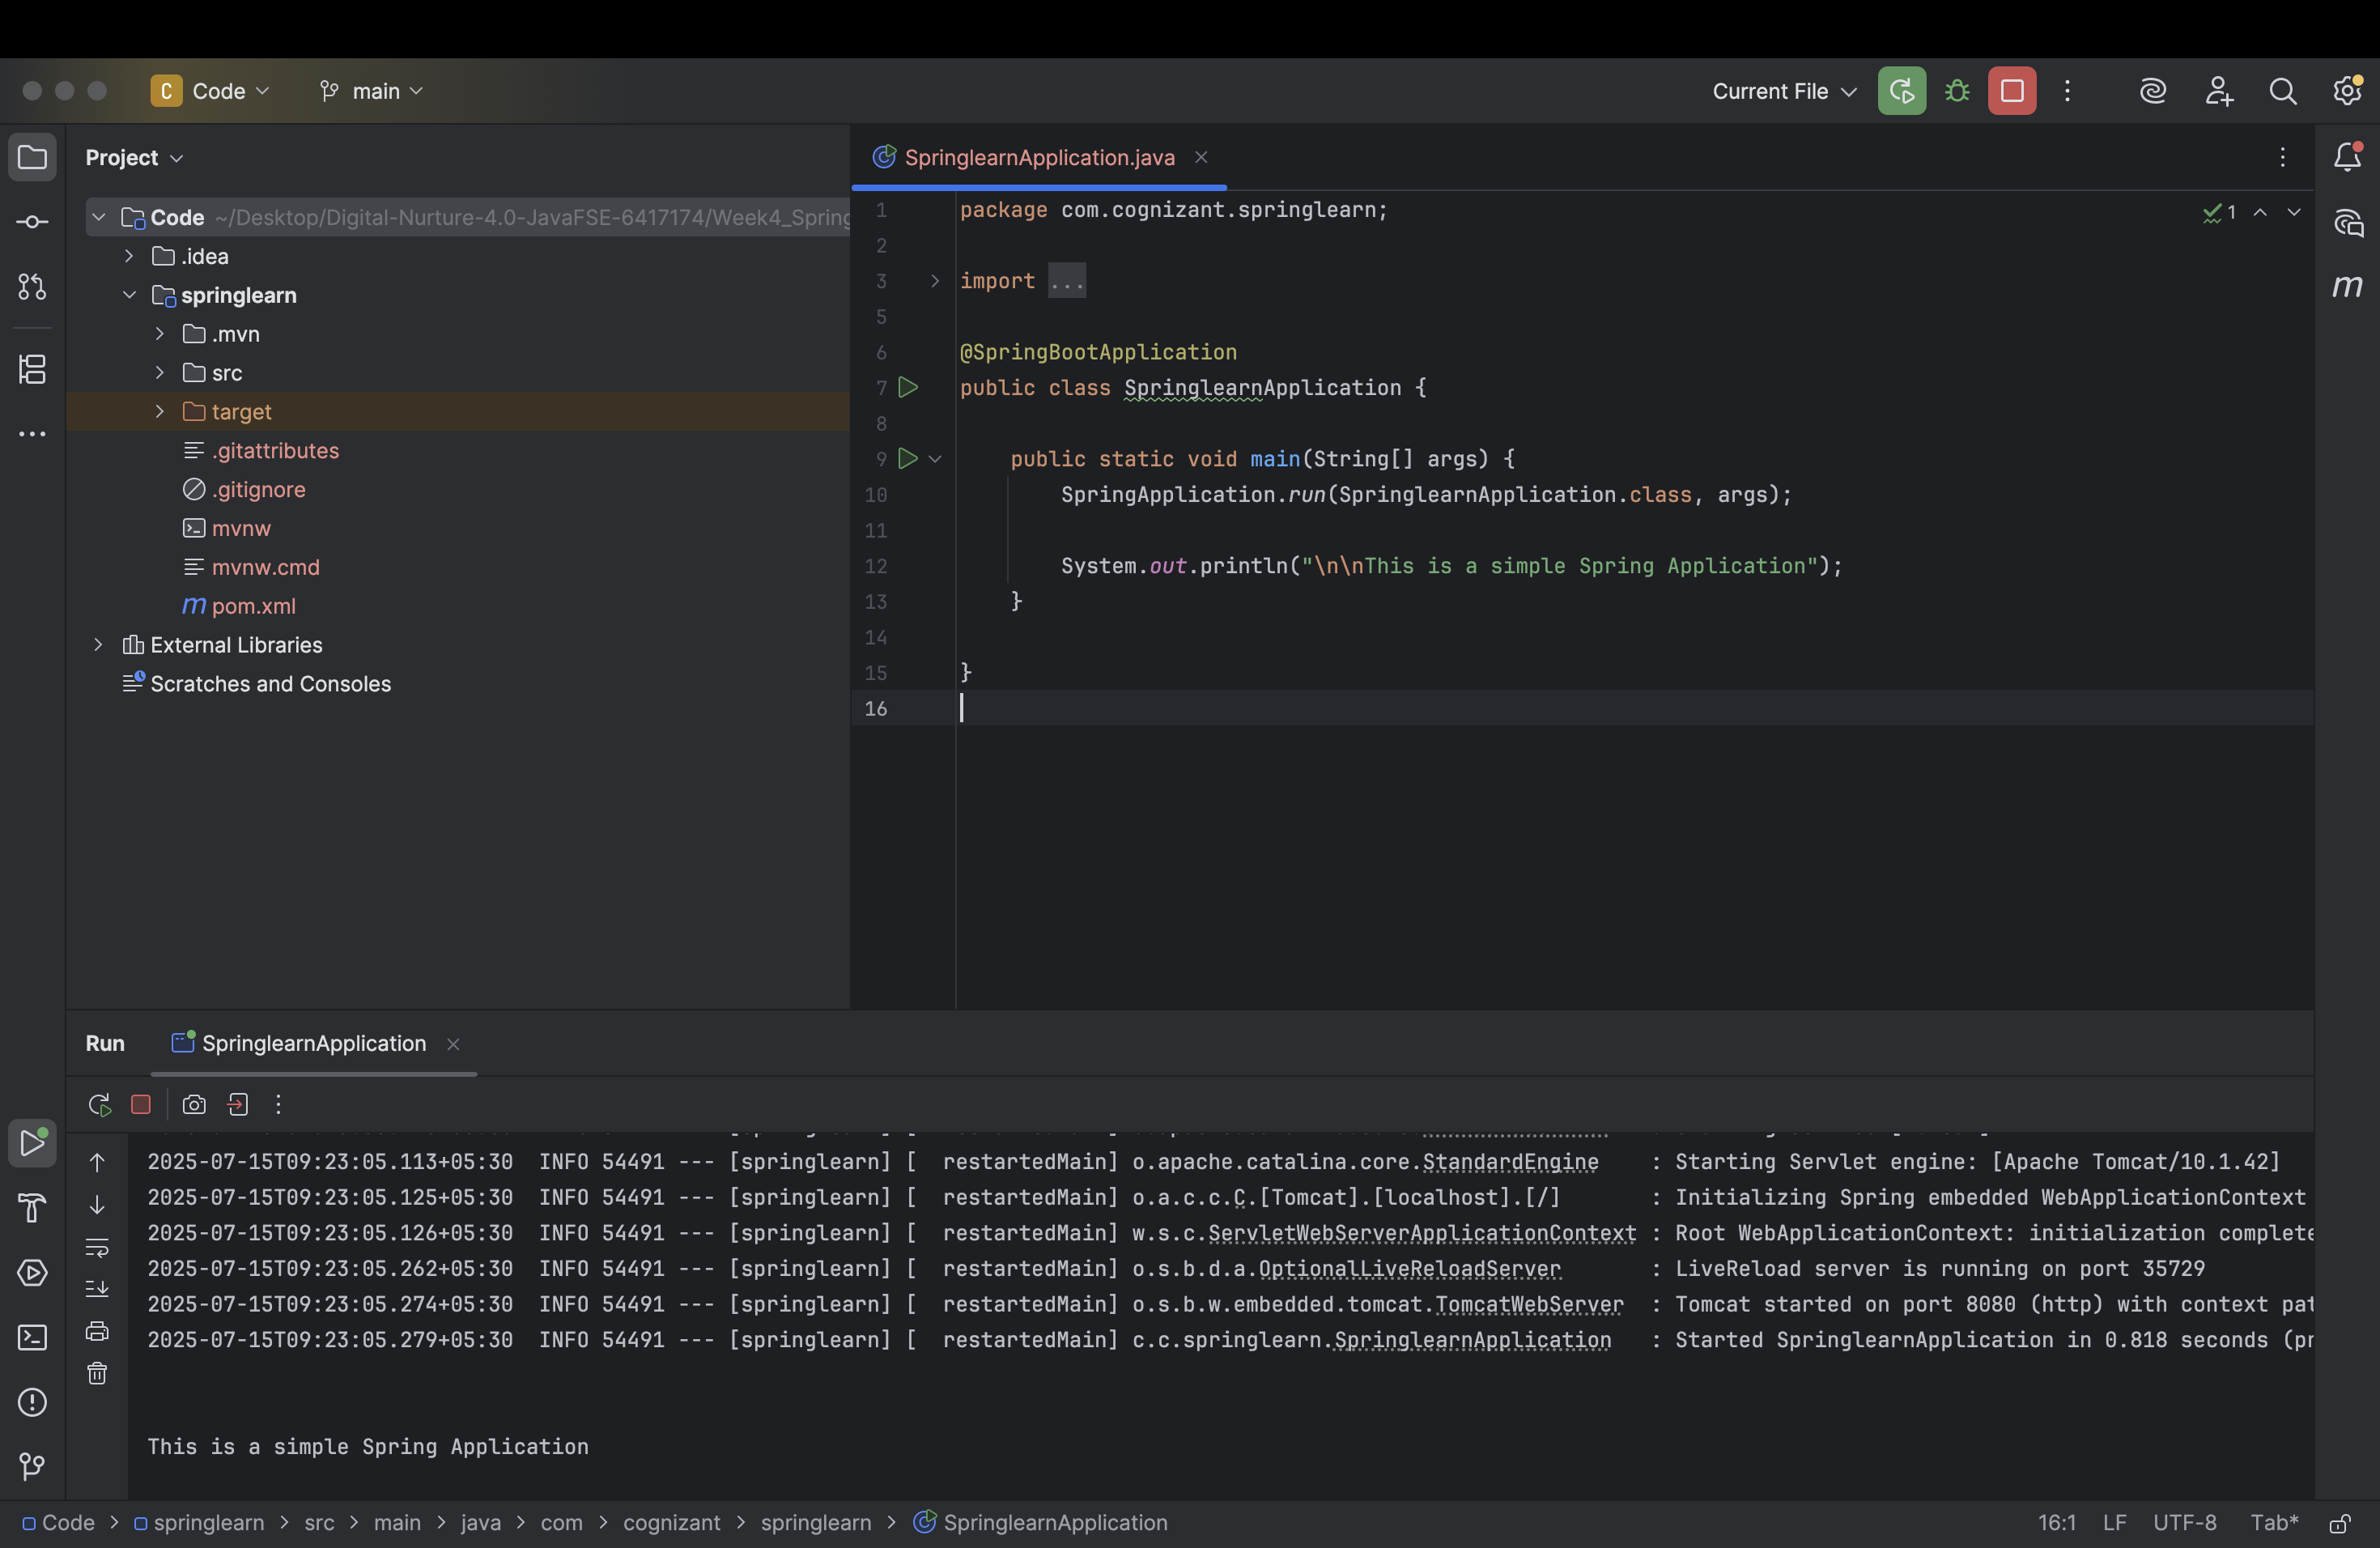 C Code main Current File
Project
Code ~/Desktop/Digital-Nurture-4.0-JavaFSE-6417174/Week4_Spring
.idea
springlearn
.mvn
src
target
.gitattributes
.gitignore
mvnw
mvnw.cmd
m pom.xml
External Libraries
Scratches and Consoles
SpringlearnApplication.java
1 package com.cognizant.springlearn;
2
3 import ...
5
6 @SpringBootApplication
7 public class SpringlearnApplication {
8
9 public static void main(String[] args) {
10 SpringApplication.run(SpringlearnApplication.class, args);
11
12 System.out.println("\n\nThis is a simple Spring Application");
13 }
14
15 }
16
1
m
Run SpringlearnApplication
2025-07-15T09:23:05.113+05:30 INFO 54491 --- [springlearn] [ restartedMain] o.apache.catalina.core.StandardEngine : Starting Servlet engine: [Apache Tomcat/10.1.42]
2025-07-15T09:23:05.125+05:30 INFO 54491 --- [springlearn] [ restartedMain] o.a.c.c.C.[Tomcat].[localhost].[/] : Initializing Spring embedded WebApplicationContext
2025-07-15T09:23:05.126+05:30 INFO 54491 --- [springlearn] [ restartedMain] w.s.c.ServletWebServerApplicationContext : Root WebApplicationContext: initialization complete
2025-07-15T09:23:05.262+05:30 INFO 54491 --- [springlearn] [ restartedMain] o.s.b.d.a.OptionalLiveReloadServer : LiveReload server is running on port 35729
2025-07-15T09:23:05.274+05:30 INFO 54491 --- [springlearn] [ restartedMain] o.s.b.w.embedded.tomcat.TomcatWebServer : Tomcat started on port 8080 (http) with context pat
2025-07-15T09:23:05.279+05:30 INFO 54491 --- [springlearn] [ restartedMain] c.c.springlearn.SpringlearnApplication : Started SpringlearnApplication in 0.818 seconds (pr
This is a simple Spring Application
Code > springlearn > src > main > java > com > cognizant > springlearn > SpringlearnApplication 16:1 LF UTF-8 Tab*